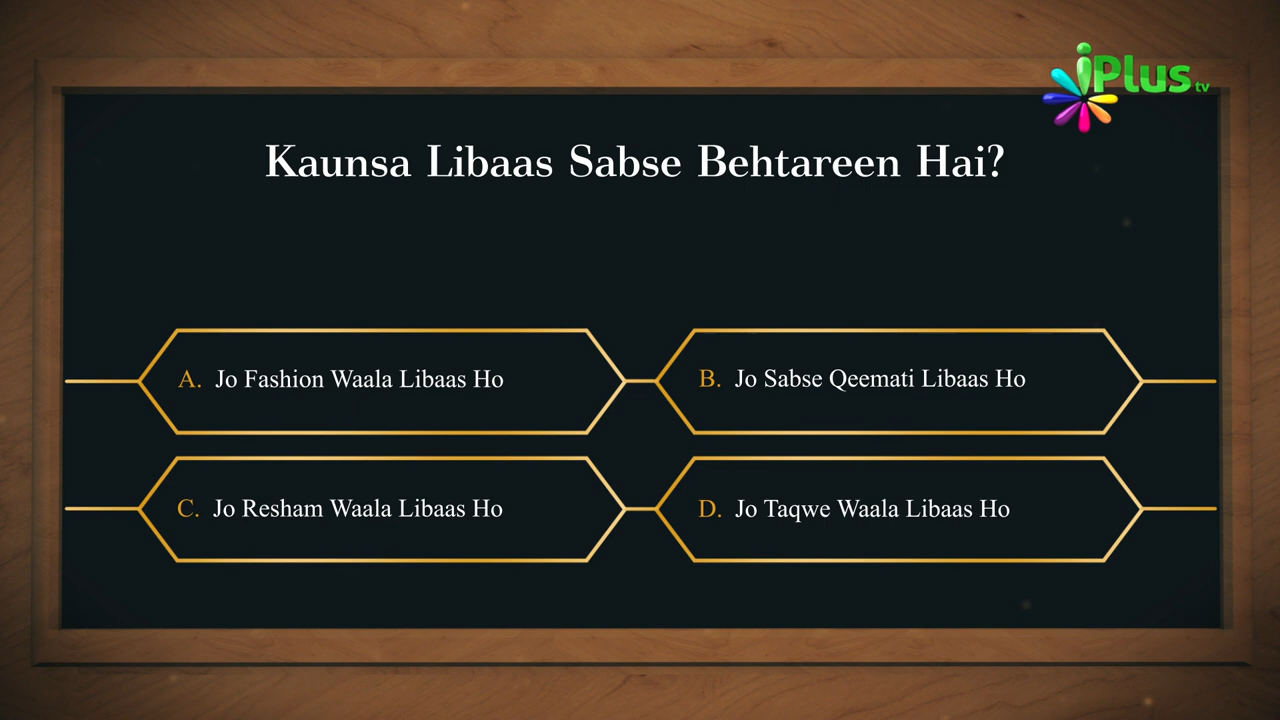 iPlus tv
Kaunsa Libaas Sabse Behtareen Hai?
A. Jo Fashion Waala Libaas Ho
B. Jo Sabse Qeemati Libaas Ho
C. Jo Resham Waala Libaas Ho
D. Jo Taqwe Waala Libaas Ho